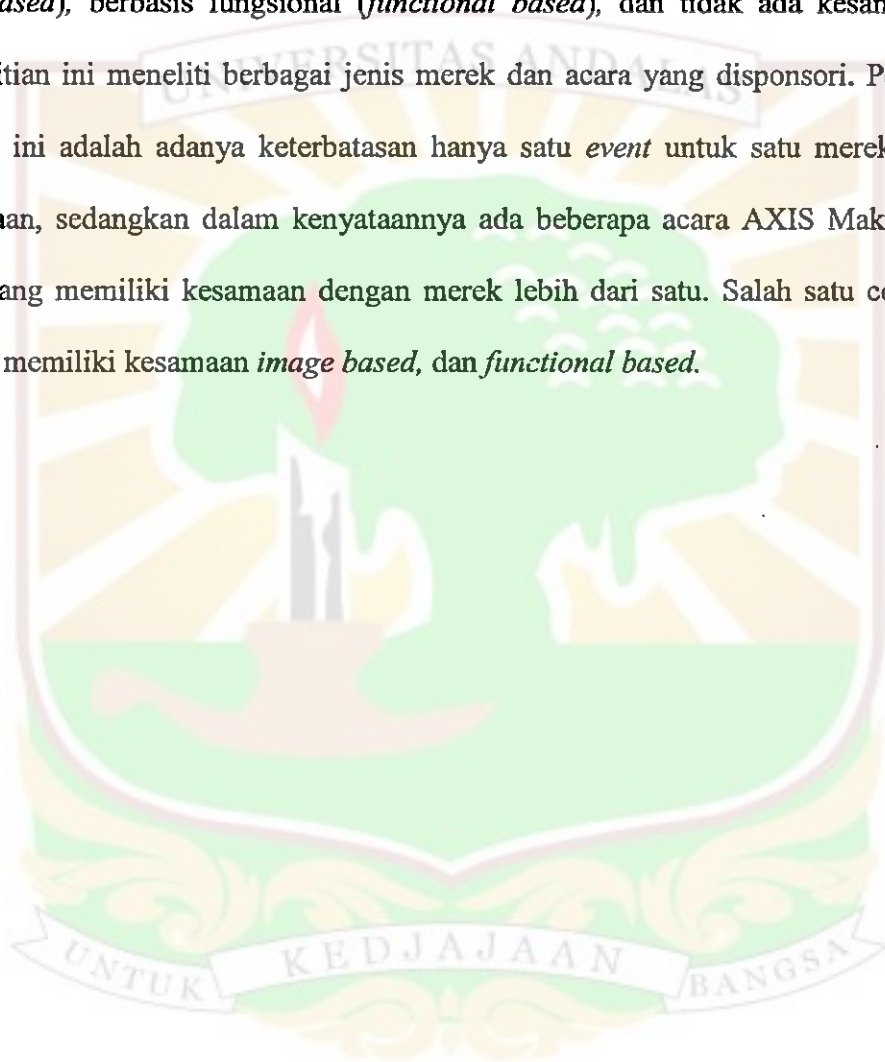 ased), berbasis fungsional (functional based), dan tidak ada kesan
itian ini meneliti berbagai jenis merek dan acara yang disponsori. P
ini adalah adanya keterbatasan hanya satu event untuk satu merek
an, sedangkan dalam kenyataannya ada beberapa acara AXIS Mak
ang memiliki kesamaan dengan merek lebih dari satu. Salah satu co
memiliki kesamaan image based, dan functional based.
UNIVERSITAS ANDALAS
UNTUK KEDJAJAAN BANGSA